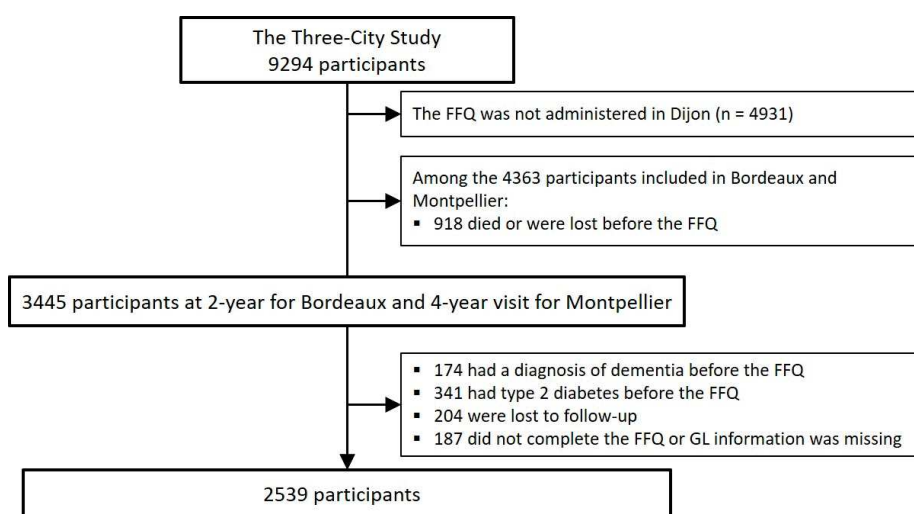 The Three-City Study
9294 participants
The FFQ was not administered in Dijon (n = 4931)
Among the 4363 participants included in Bordeaux and
Montpellier:
▪ 918 died or were lost before the FFQ
3445 participants at 2-year for Bordeaux and 4-year visit for Montpellier
▪ 174 had a diagnosis of dementia before the FFQ
▪ 341 had type 2 diabetes before the FFQ
▪ 204 were lost to follow-up
▪ 187 did not complete the FFQ or GL information was missing
2539 participants